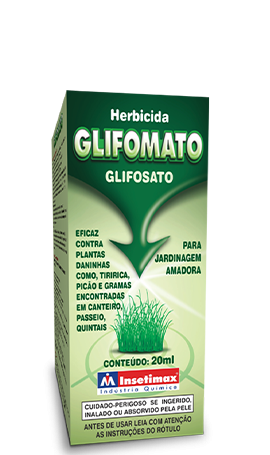 Herbicida
GLIFOMATO
GLIFOSATO
EFICAZ
CONTRA
PLANTAS
DANINHAS
COMO, TIRIRICA,
PICÃO E GRAMAS
ENCONTRADAS
EM CANTEIRO,
PASSEIO,
QUINTAIS
PARA
JARDINAGEM
AMADORA
CONTEÚDO: 20ml
M Insetimax
Indústria Química
CUIDADO-PERIGOSO SE INGERIDO,
INALADO OU ABSORVIDO PELA PELE
ANTES DE USAR LEIA COM ATENÇÃO
AS INSTRUÇÕES DO RÓTULO